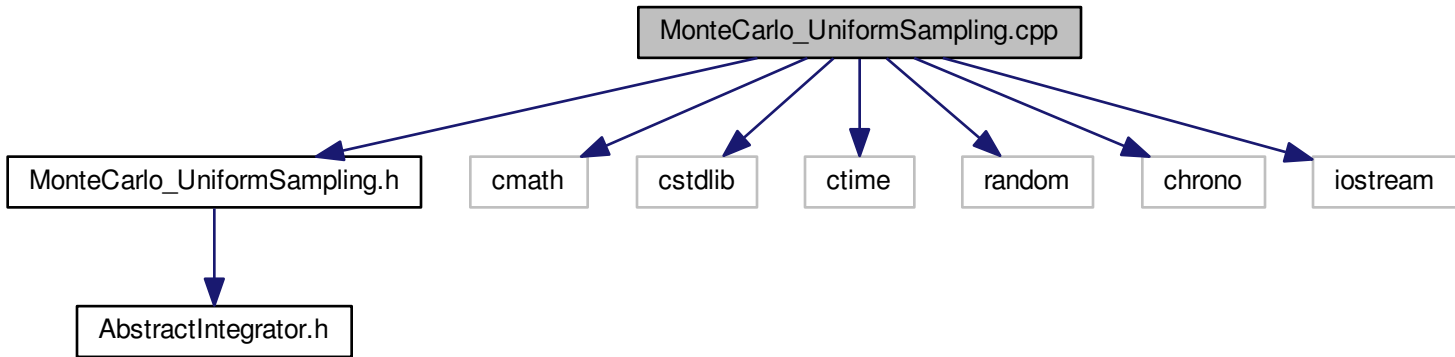 MonteCarlo_UniformSampling.cpp
MonteCarlo_UniformSampling.h
cmath
cstdlib
ctime
random
chrono
iostream
AbstractIntegrator.h